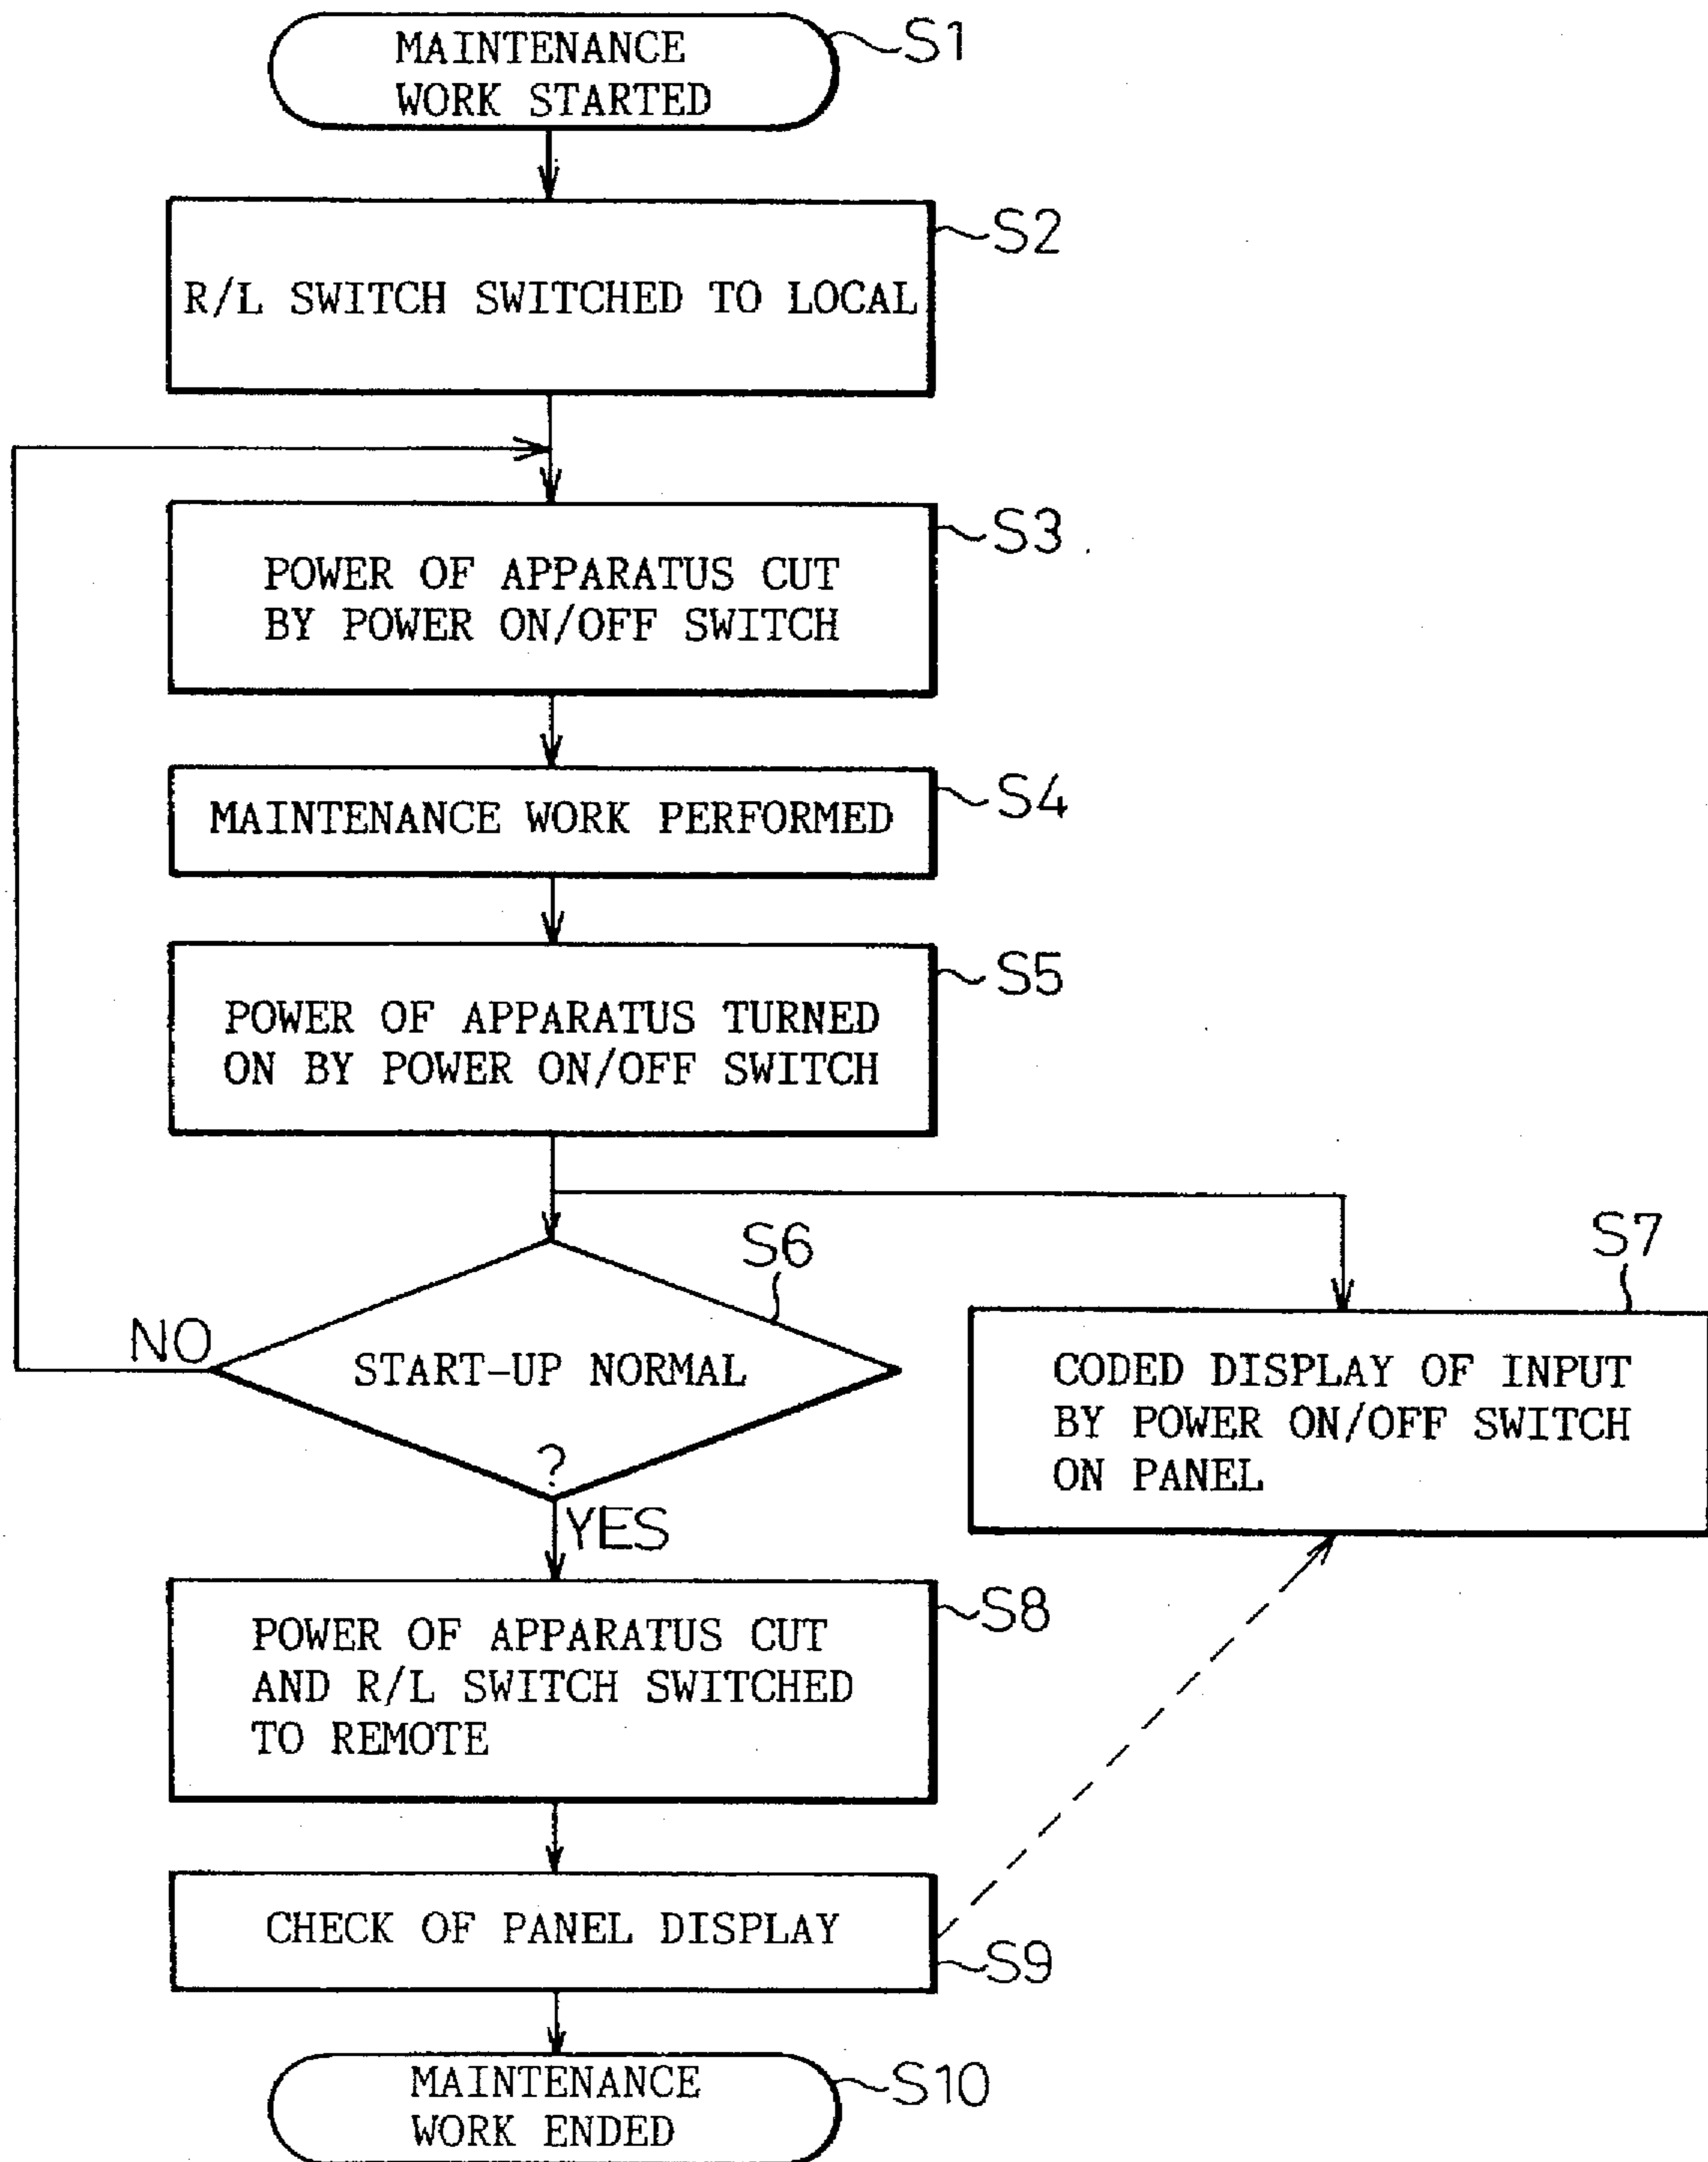 MAINTENANCE
WORK STARTED
S1
R/L SWITCH SWITCHED TO LOCAL
S2
POWER OF APPARATUS CUT
BY POWER ON/OFF SWITCH
S3
MAINTENANCE WORK PERFORMED
S4
POWER OF APPARATUS TURNED
ON BY POWER ON/OFF SWITCH
S5
START-UP NORMAL
?
S6
NO
YES
CODED DISPLAY OF INPUT
BY POWER ON/OFF SWITCH
ON PANEL
S7
POWER OF APPARATUS CUT
AND R/L SWITCH SWITCHED
TO REMOTE
S8
CHECK OF PANEL DISPLAY
S9
MAINTENANCE
WORK ENDED
S10